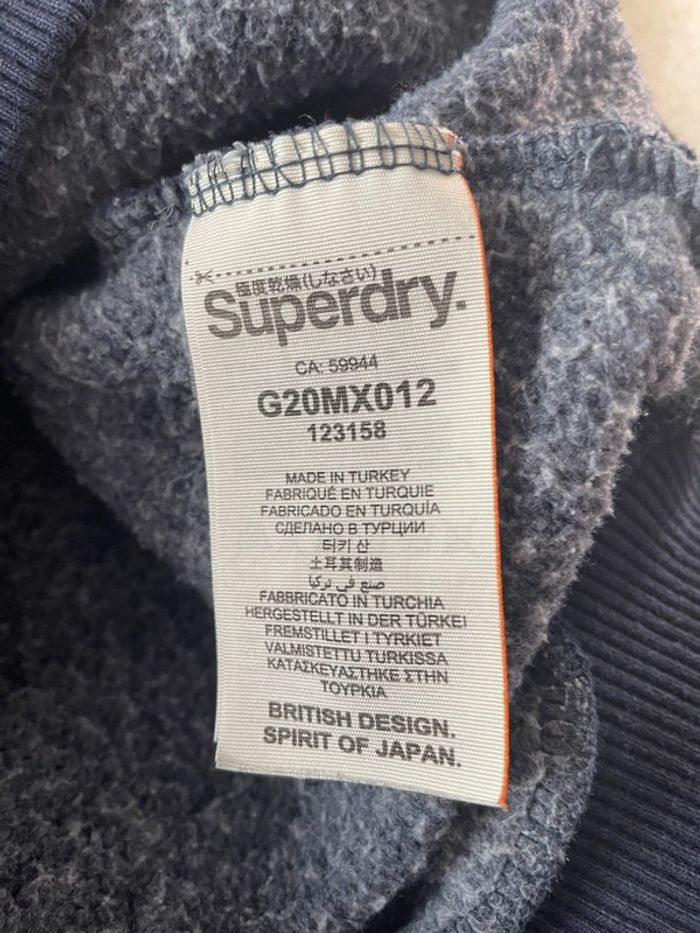 極度乾燥(しなさい)
Superdry.
CA: 59944
G20MX012
123158
MADE IN TURKEY
FABRIQUÉ EN TURQUIE
FABRICADO EN TURQUÍA
СДЕЛАНО В ТУРЦИИ
터키 산
土耳其制造
صنع في تركيا
FABBRICATO IN TURCHIA
HERGESTELLT IN DER TÜRKEI
FREMSTILLET I TYRKIET
VALMISTETTU TURKISSA
ΚΑΤΑΣΚΕΥΑΣΤΗΚΕ ΣΤΗΝ
ΤΟΥΡΚΙΑ
BRITISH DESIGN.
SPIRIT OF JAPAN.